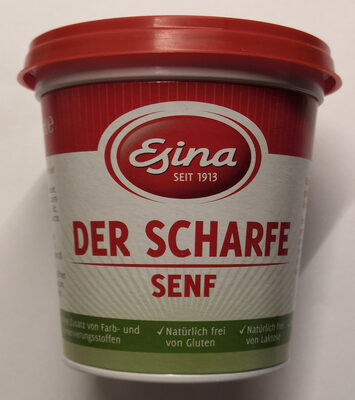 Esina
SEIT 1913
DER SCHARFE
SENF
Zusatz von Farb- und
✓ Natürlich frei
von Gluten
✓ Natürlich frei
von Laktose